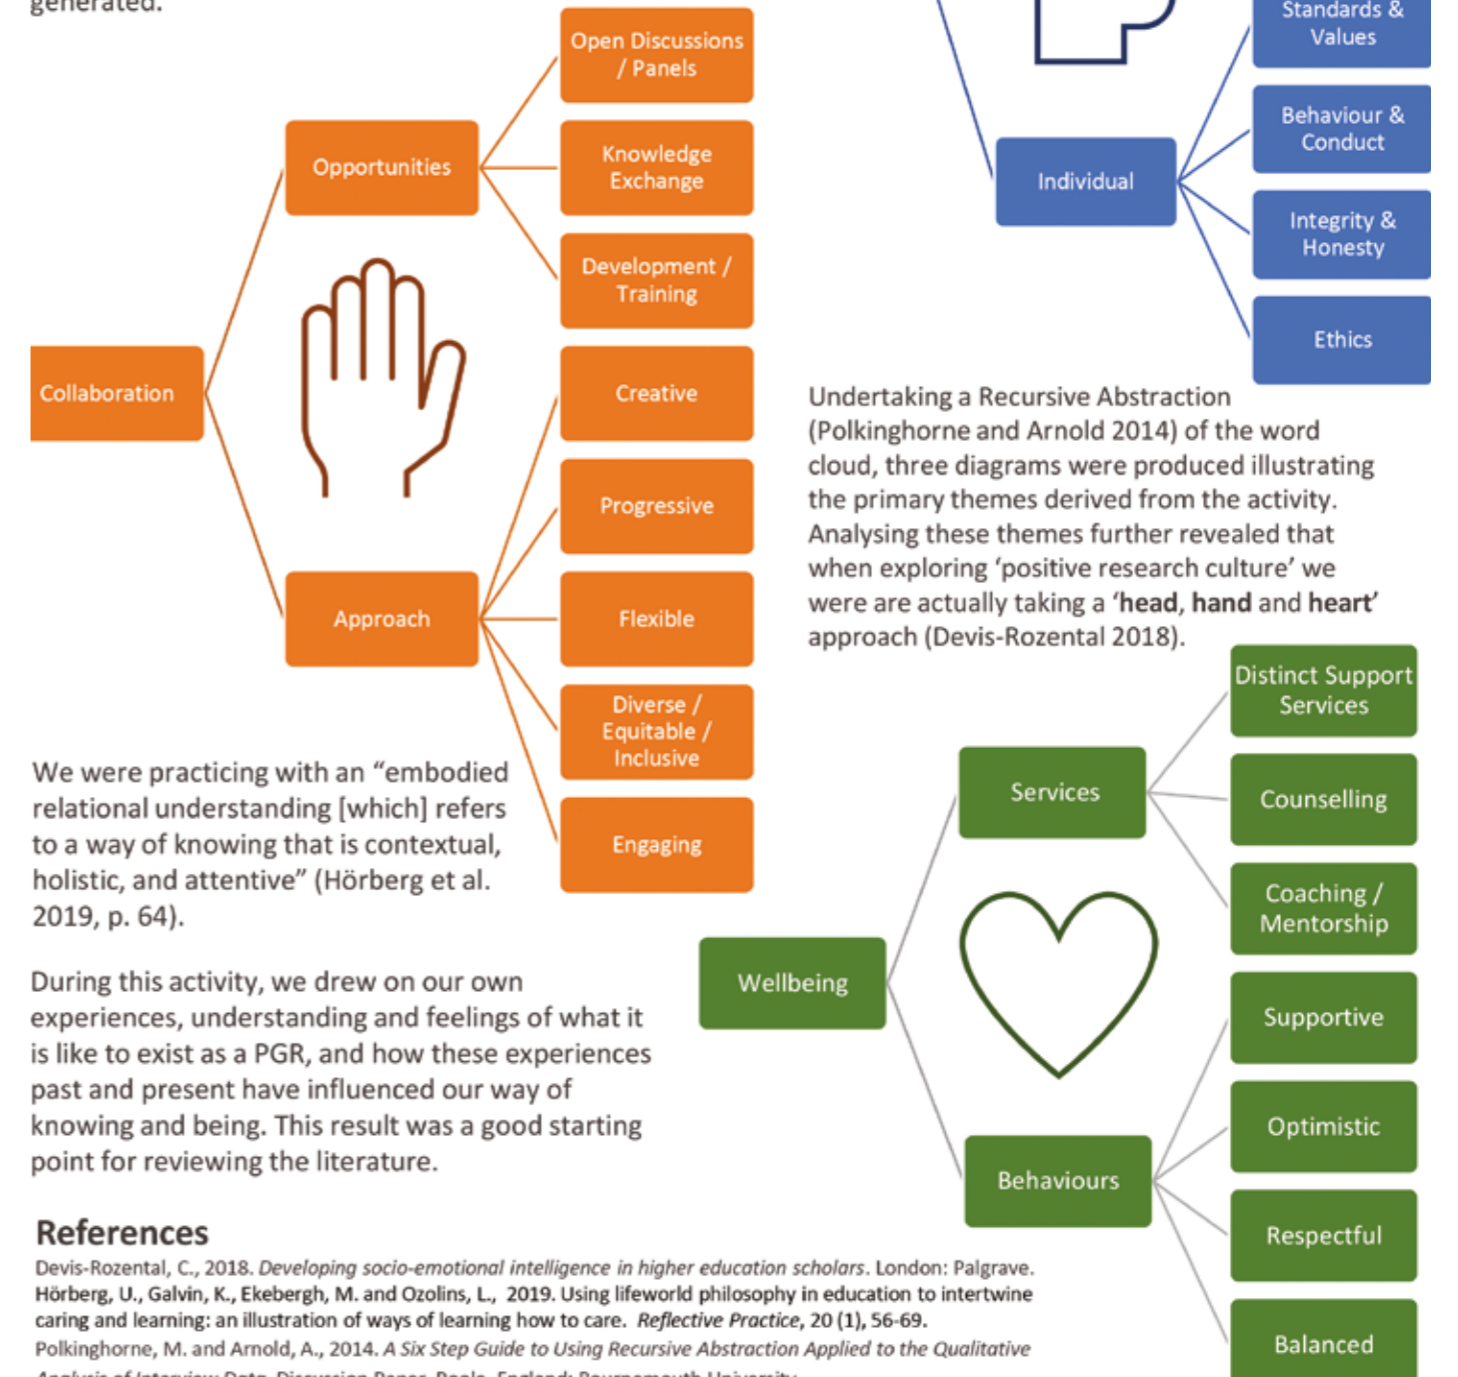 generated.
Open Discussions
/ Panels
Opportunities
Knowledge
Exchange
Development /
Training
Collaboration
Creative
Progressive
Approach
Flexible
Diverse /
Equitable /
Inclusive
Engaging
Standards &
Values
Behaviour &
Conduct
Individual
Integrity &
Honesty
Ethics
Undertaking a Recursive Abstraction
(Polkinghorne and Arnold 2014) of the word
cloud, three diagrams were produced illustrating
the primary themes derived from the activity.
Analysing these themes further revealed that
when exploring ‘positive research culture’ we
were are actually taking a ‘head, hand and heart’
approach (Devis-Rozental 2018).
We were practicing with an “embodied
relational understanding [which] refers
to a way of knowing that is contextual,
holistic, and attentive” (Hörberg et al.
2019, p. 64).
During this activity, we drew on our own
experiences, understanding and feelings of what it
is like to exist as a PGR, and how these experiences
past and present have influenced our way of
knowing and being. This result was a good starting
point for reviewing the literature.
Distinct Support
Services
Services
Counselling
Coaching /
Mentorship
Wellbeing
Supportive
Optimistic
Behaviours
Respectful
Balanced
References
Devis-Rozental, C., 2018. Developing socio-emotional intelligence in higher education scholars. London: Palgrave.
Hörberg, U., Galvin, K., Ekebergh, M. and Ozolins, L., 2019. Using lifeworld philosophy in education to intertwine
caring and learning: an illustration of ways of learning how to care. Reflective Practice, 20 (1), 56-69.
Polkinghorne, M. and Arnold, A., 2014. A Six Step Guide to Using Recursive Abstraction Applied to the Qualitative
Analysis of Interview Data. Discussion Paper. Poole, England: Bournemouth University.